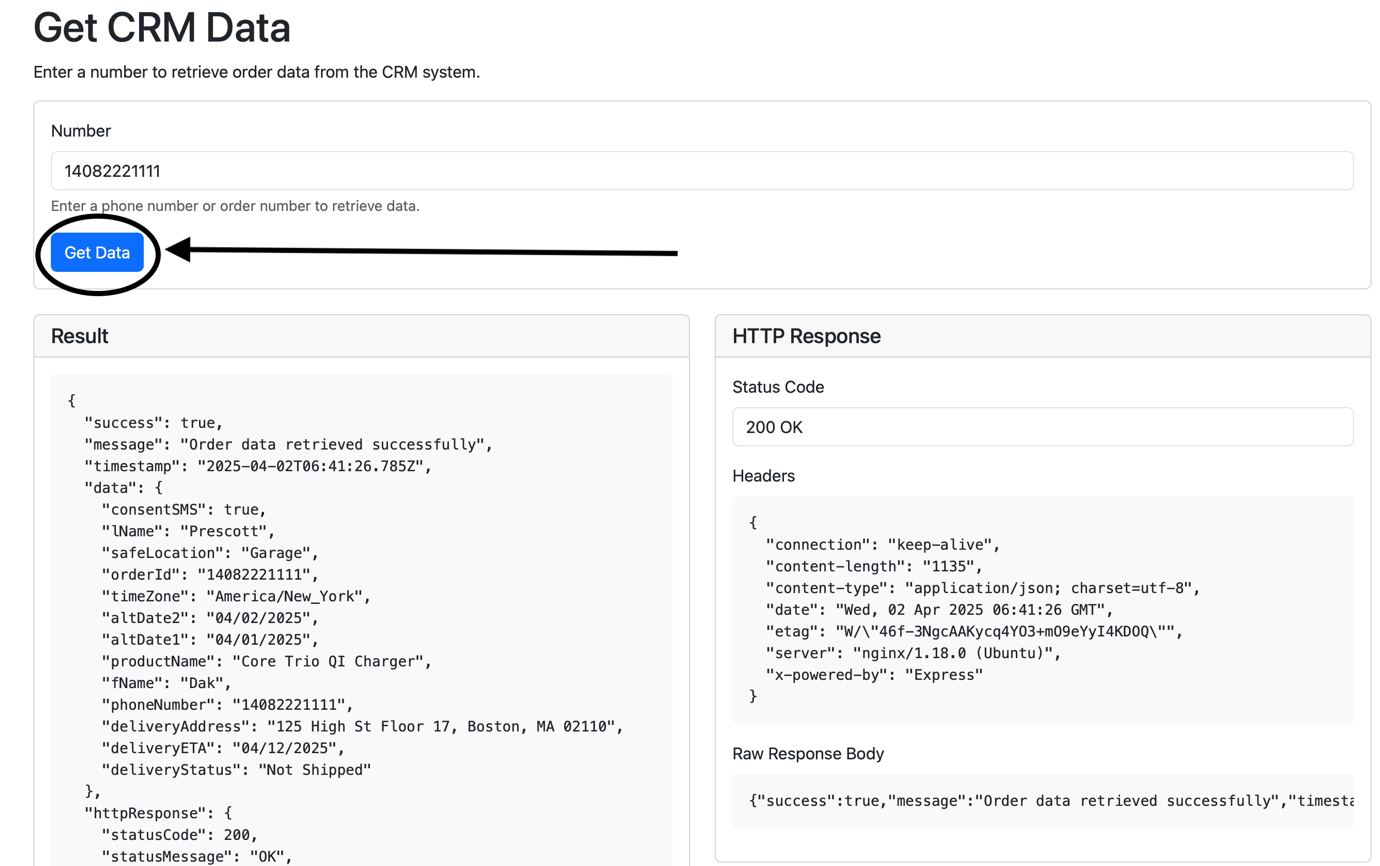 Get CRM Data
Enter a number to retrieve order data from the CRM system.
Number
14082221111
Enter a phone number or order number to retrieve data.
Get Data
Result
{
  "success": true,
  "message": "Order data retrieved successfully",
  "timestamp": "2025-04-02T06:41:26.785Z",
  "data": {
    "consentSMS": true,
    "lName": "Prescott",
    "safeLocation": "Garage",
    "orderId": "14082221111",
    "timeZone": "America/New_York",
    "altDate2": "04/02/2025",
    "altDate1": "04/01/2025",
    "productName": "Core Trio QI Charger",
    "fName": "Dak",
    "phoneNumber": "14082221111",
    "deliveryAddress": "125 High St Floor 17, Boston, MA 02110",
    "deliveryETA": "04/12/2025",
    "deliveryStatus": "Not Shipped"
  },
  "httpResponse": {
    "statusCode": 200,
    "statusMessage": "OK",
HTTP Response
Status Code
200 OK
Headers
{
  "connection": "keep-alive",
  "content-length": "1135",
  "content-type": "application/json; charset=utf-8",
  "date": "Wed, 02 Apr 2025 06:41:26 GMT",
  "etag": "W/\"46f-3NgcAAKycq4YO3+mO9eYyI4KDOQ\"",
  "server": "nginx/1.18.0 (Ubuntu)",
  "x-powered-by": "Express"
}
Raw Response Body
{"success":true,"message":"Order data retrieved successfully","timesta